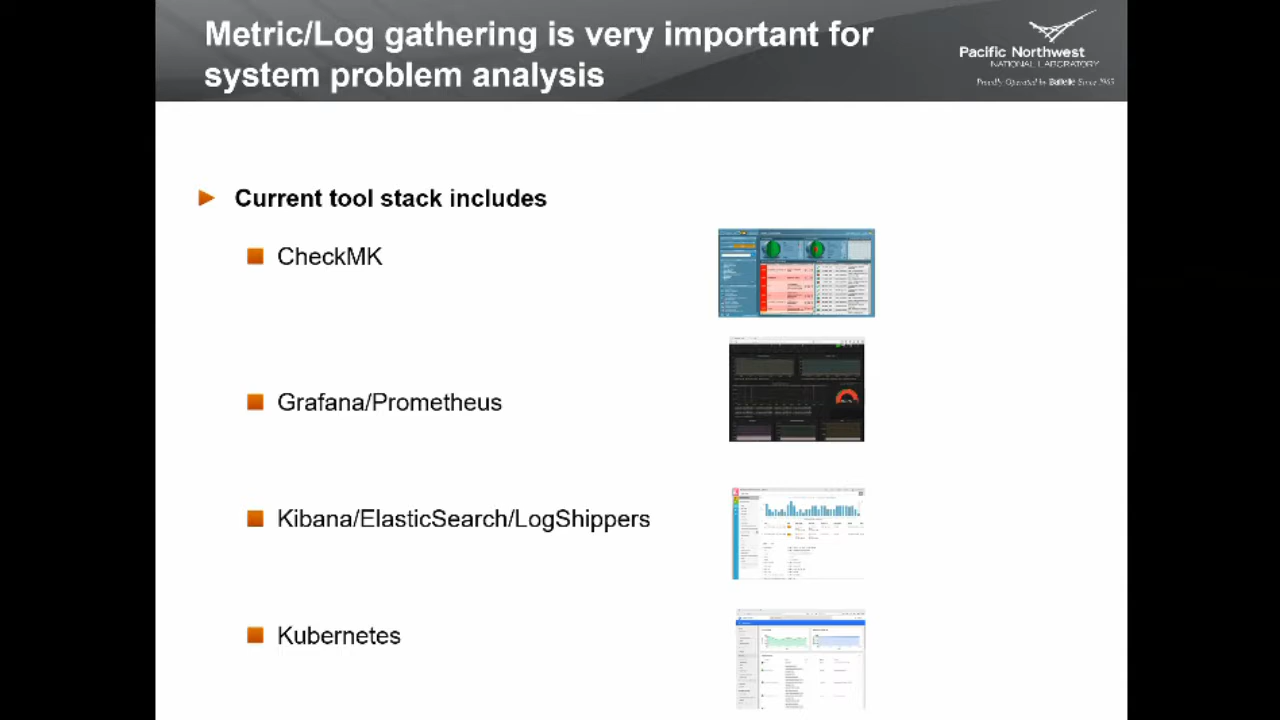 Metric/Log gathering is very important for
system problem analysis
Pacific Northwest
NATIONAL LABORATORY
Proudly Operated by Battelle Since 1965
Current tool stack includes
CheckMK
Grafana/Prometheus
Kibana/ElasticSearch/LogShippers
Kubernetes